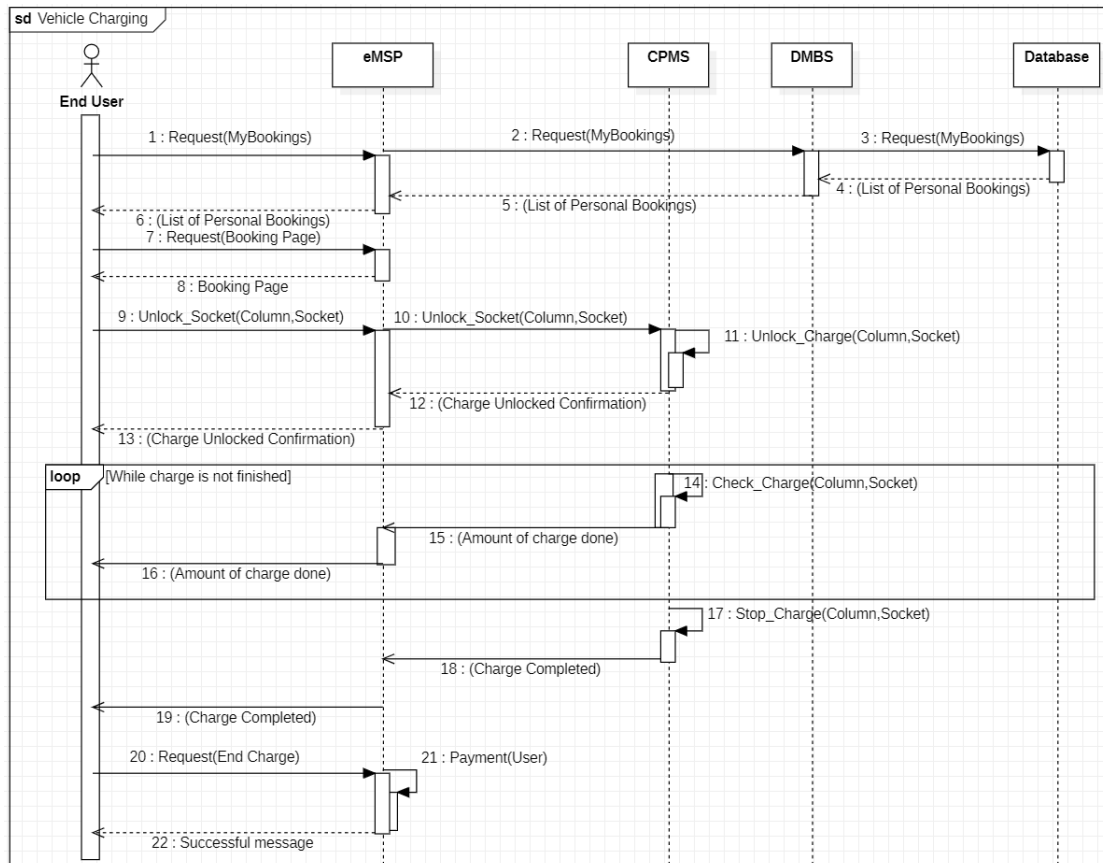 sd Vehicle Charging
End User
eMSP
CPMS
DMBS
Database
1 : Request(MyBookings)
2 : Request(MyBookings)
3 : Request(MyBookings)
4 : (List of Personal Bookings)
5 : (List of Personal Bookings)
6 : (List of Personal Bookings)
7 : Request(Booking Page)
8 : Booking Page
9 : Unlock_Socket(Column,Socket)
10 : Unlock_Socket(Column,Socket)
11 : Unlock_Charge(Column,Socket)
12 : (Charge Unlocked Confirmation)
13 : (Charge Unlocked Confirmation)
loop [While charge is not finished]
14 : Check_Charge(Column,Socket)
15 : (Amount of charge done)
16 : (Amount of charge done)
17 : Stop_Charge(Column,Socket)
18 : (Charge Completed)
19 : (Charge Completed)
20 : Request(End Charge)
21 : Payment(User)
22 : Successful message